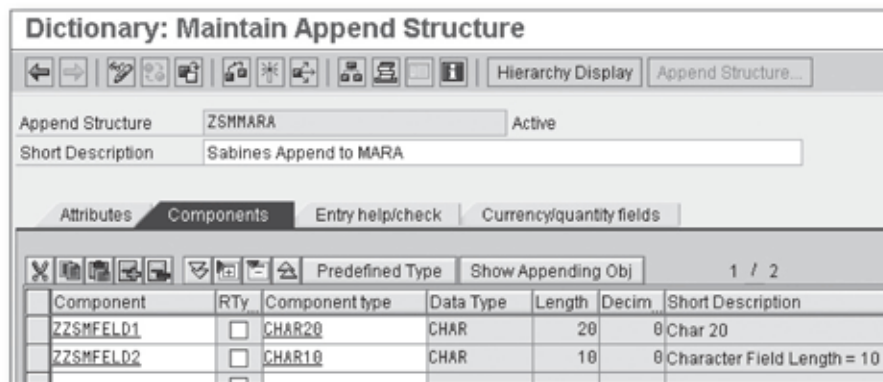 Dictionary: Maintain Append Structure
Hierarchy Display Append Structure...
Append Structure ZSMMARA Active
Short Description Sabines Append to MARA
Attributes Components Entry help/check Currency/quantity fields
Predefined Type Show Appending Obj 1 / 2
Component RTy... Component type Data Type Length Decim... Short Description
ZZSMFELD1 CHAR20 CHAR 20 0 Char 20
ZZSMFELD2 CHAR10 CHAR 10 0 Character Field Length = 10